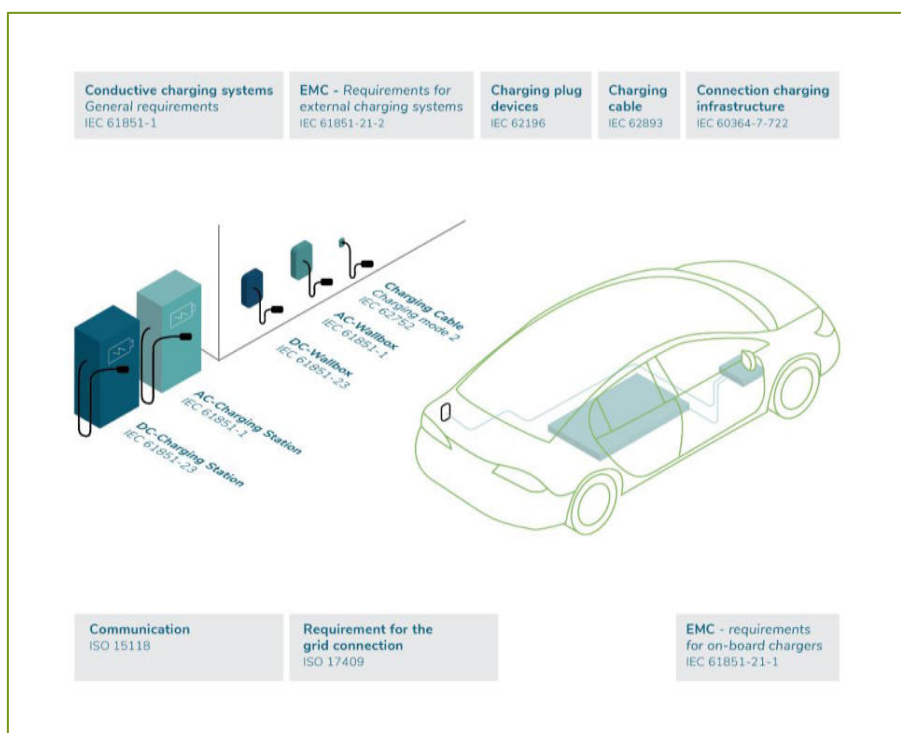 Conductive charging systems
General requirements
IEC 61851-1
EMC - Requirements for
external charging systems
IEC 61851-21-2
Charging plug
devices
IEC 62196
Charging
cable
IEC 62893
Connection charging
infrastructure
IEC 60364-7-722
Charging Cable
Charging mode 2
IEC 62752
AC-Wallbox
IEC 61851-1
DC-Wallbox
IEC 61851-23
AC-Charging Station
IEC 61851-1
DC-Charging Station
IEC 61851-23
Communication
ISO 15118
Requirement for the
grid connection
ISO 17409
EMC - requirements
for on-board chargers
IEC 61851-21-1